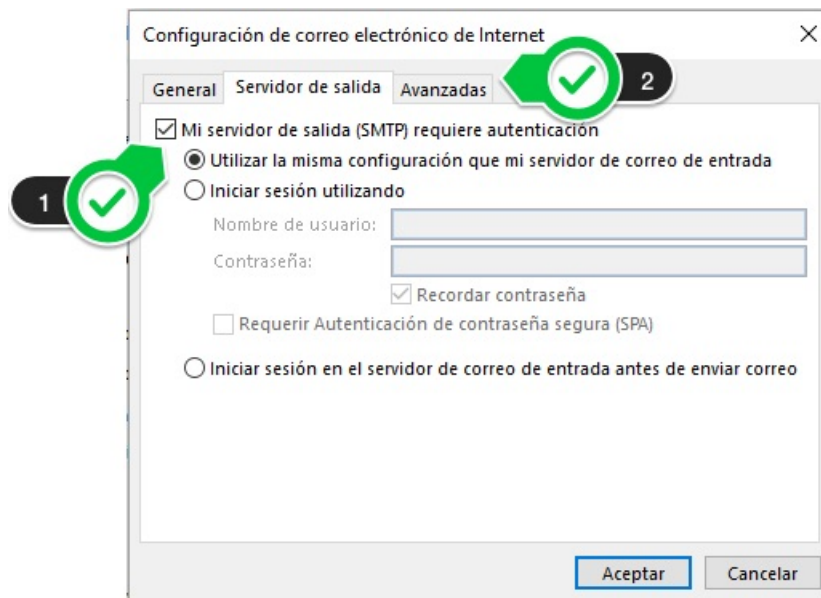 Configuración de correo electrónico de Internet
General Servidor de salida Avanzadas
2
Mi servidor de salida (SMTP) requiere autenticación
Utilizar la misma configuración que mi servidor de correo de entrada
1
Iniciar sesión utilizando
Nombre de usuario:
Contraseña:
Recordar contraseña
Requerir Autenticación de contraseña segura (SPA)
Iniciar sesión en el servidor de correo de entrada antes de enviar correo
Aceptar Cancelar